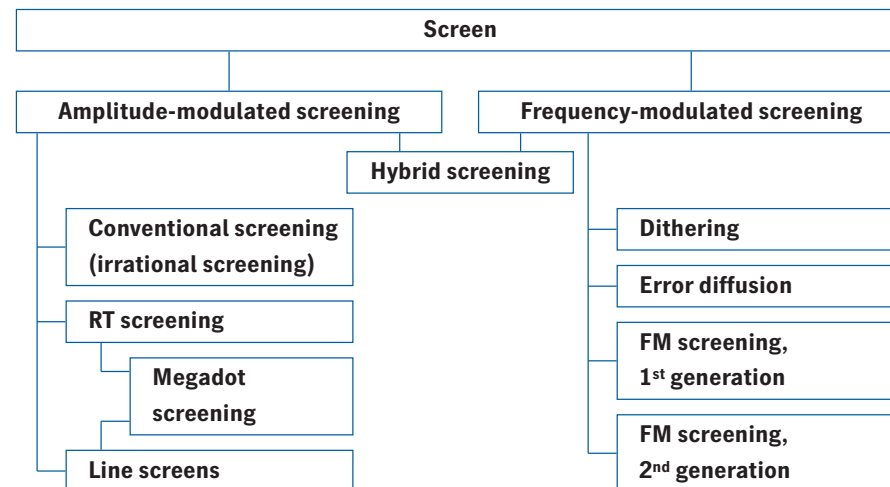 Screen
Amplitude-modulated screening
Frequency-modulated screening
Hybrid screening
Conventional screening
(irrational screening)
RT screening
Megadot
screening
Line screens
Dithering
Error diffusion
FM screening,
1st generation
FM screening,
2nd generation